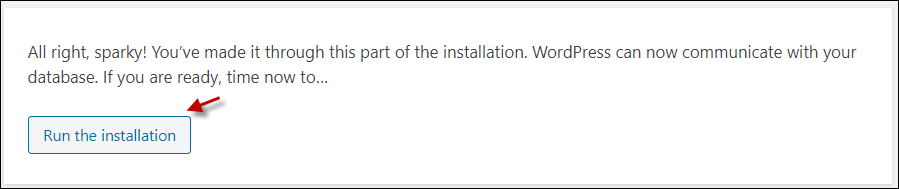 All right, sparky! You’ve made it through this part of the installation. WordPress can now communicate with your
database. If you are ready, time now to…
Run the installation